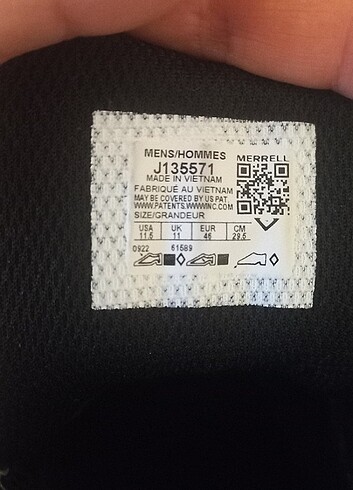 MENS/HOMMES
MERRELL
J135571
MADE IN VIETNAM
FABRIQUÉ AU VIETNAM
MAY BE COVERED BY US PAT
WWW.PATENTS.WWWINC.COM
SIZE/GRANDEUR
USA UK EUR CM
11.5 11 46 29.5
0922 61589